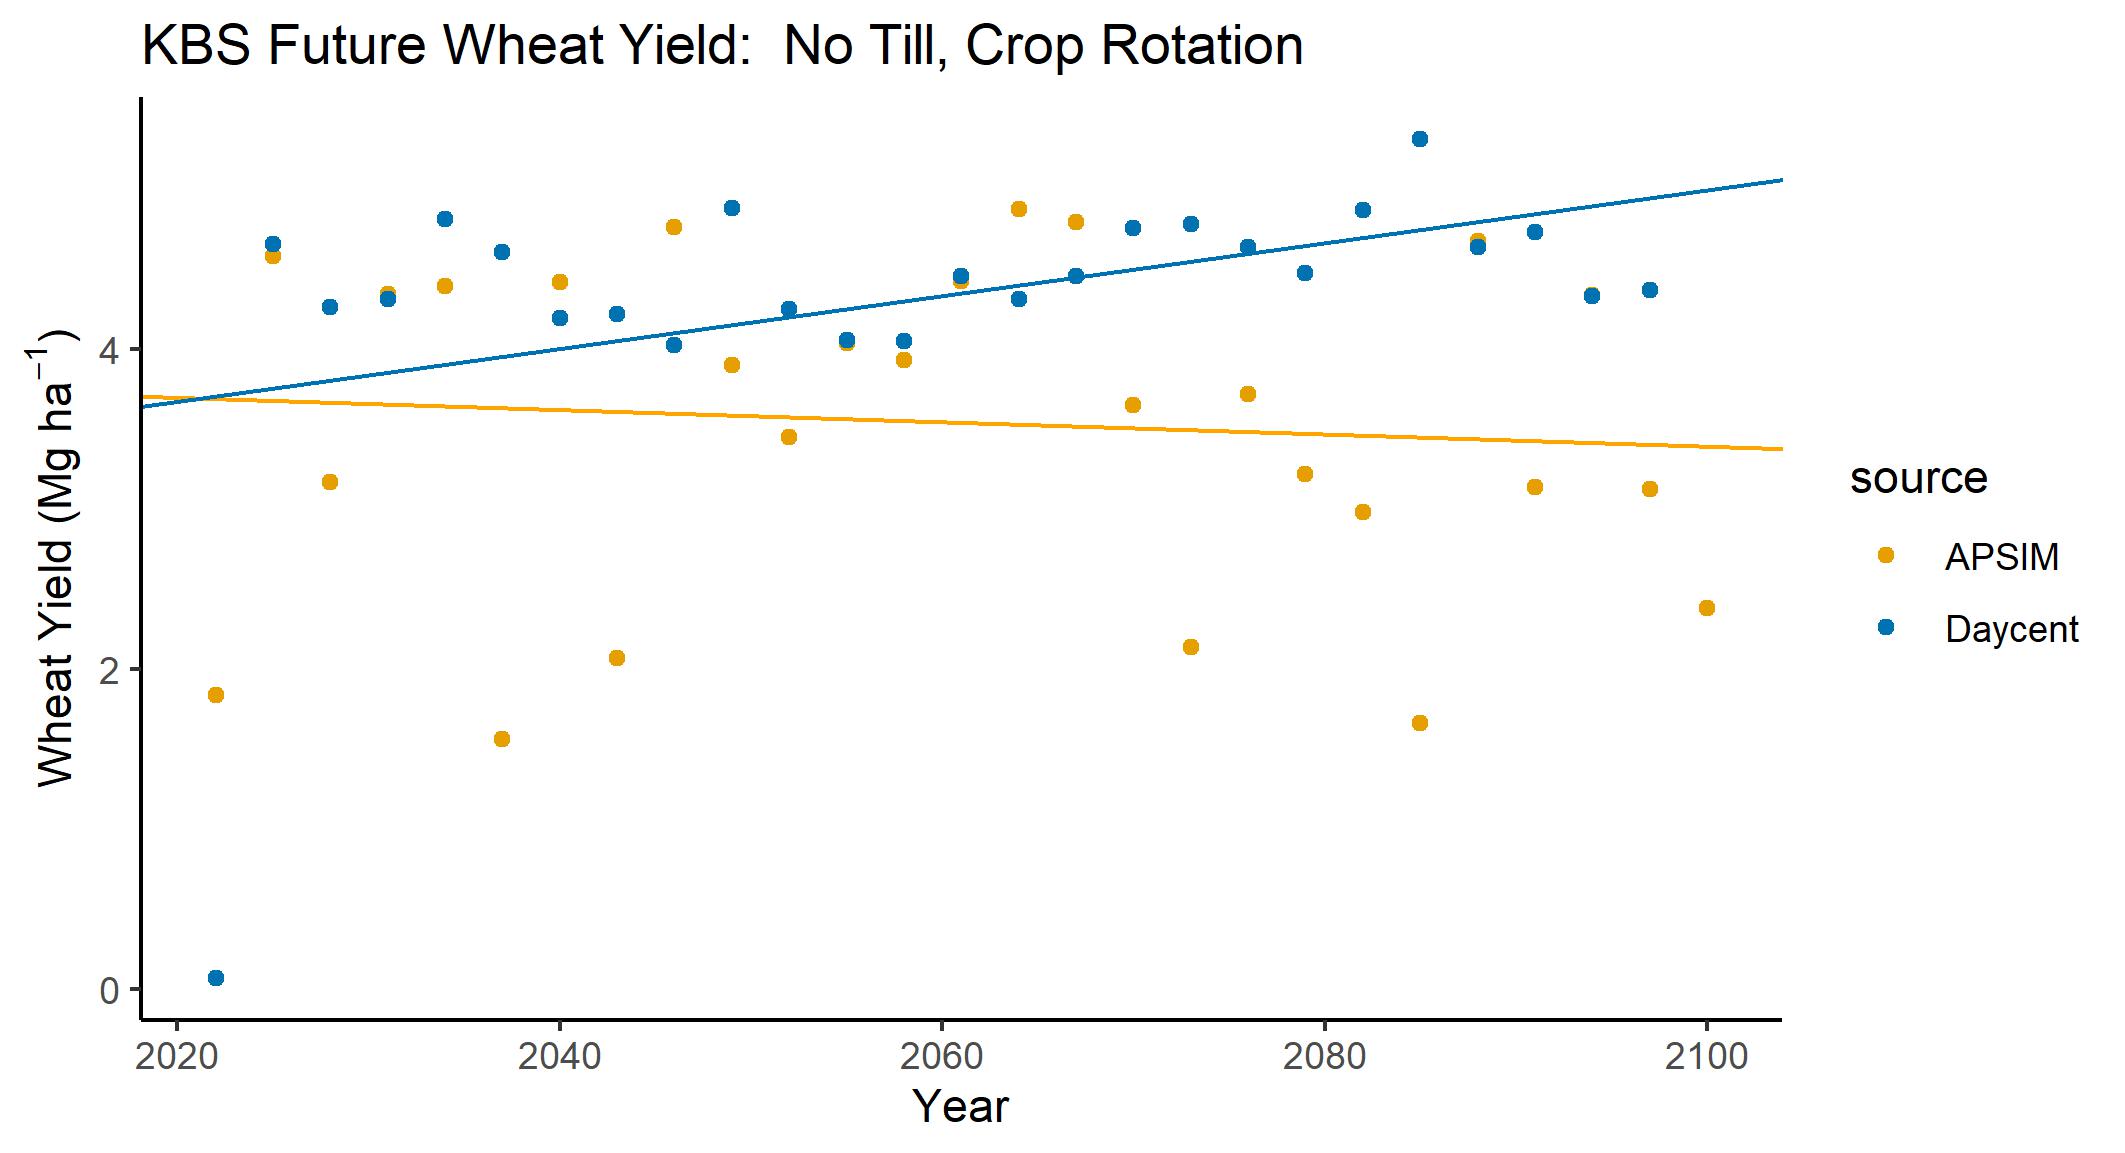 KBS Future Wheat Yield:  No Till, Crop Rotation
Wheat Yield (Mg ha⁻¹)
4
2
0
2020 2040 2060 2080 2100
Year
source
APSIM
Daycent